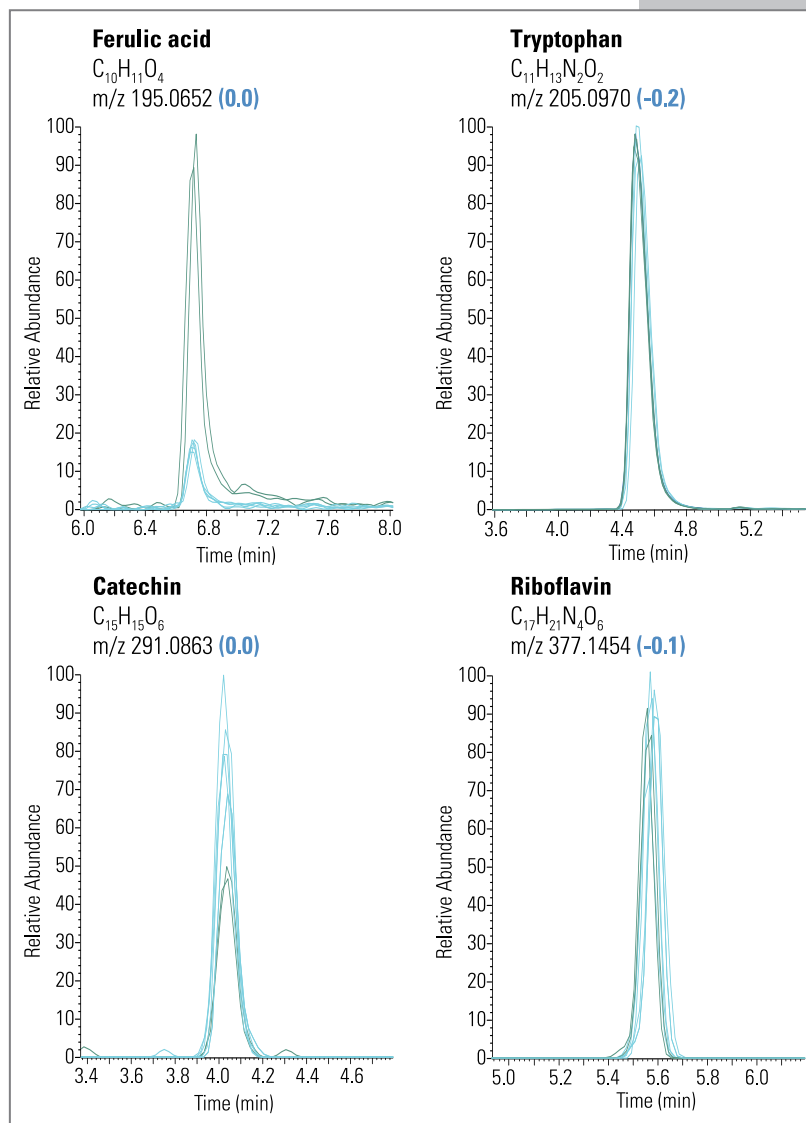 Ferulic acid
C₁₀H₁₁O₄
m/z 195.0652 (0.0)
100
90
80
70
60
50
40
30
20
10
0
Relative Abundance
6.0 6.4 6.8 7.2 7.6 8.0
Time (min)
Tryptophan
C₁₁H₁₃N₂O₂
m/z 205.0970 (-0.2)
100
90
80
70
60
50
40
30
20
10
0
Relative Abundance
3.6 4.0 4.4 4.8 5.2
Time (min)
Catechin
C₁₅H₁₅O₆
m/z 291.0863 (0.0)
100
90
80
70
60
50
40
30
20
10
0
Relative Abundance
3.4 3.8 4.0 4.2 4.4 4.6
Time (min)
Riboflavin
C₁₇H₂₁N₄O₆
m/z 377.1454 (-0.1)
100
90
80
70
60
50
40
30
20
10
0
Relative Abundance
5.0 5.2 5.4 5.6 5.8 6.0
Time (min)